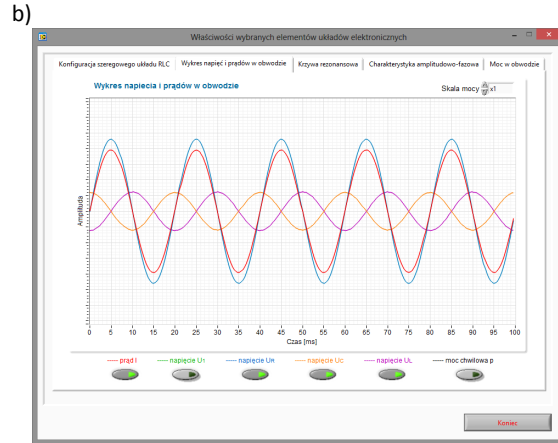 b)
Właściwości wybranych elementów układów elektronicznych
Konfiguracja szeregowego układu RLC Wykres napięć i prądów w obwodzie Krzywa rezonansowa Charakterystyka amplitudowo-fazowa Moc w obwodzie
Wykres napiecia i prądów w obwodzie
Skala mocy x1
Amplituda
0 5 10 15 20 25 30 35 40 45 50 55 60 65 70 75 80 85 90 95 100
Czas [ms]
prąd I napięcie U1 napięcie UR napięcie UC napięcie UL moc chwilowa p
Koniec